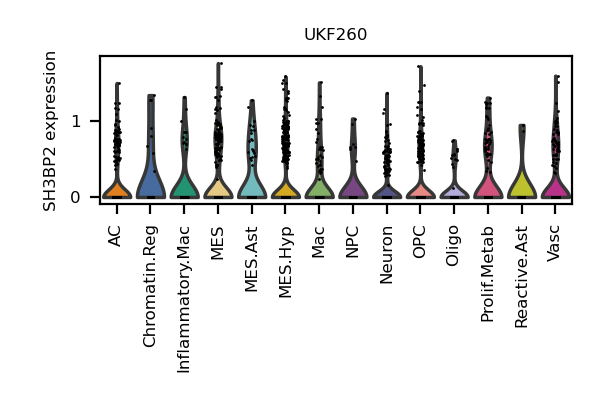 UKF260
SH3BP2 expression
1
0
AC
Chromatin.Reg
Inflammatory.Mac
MES
MES.Ast
MES.Hyp
Mac
NPC
Neuron
OPC
Oligo
Prolif.Metab
Reactive.Ast
Vasc